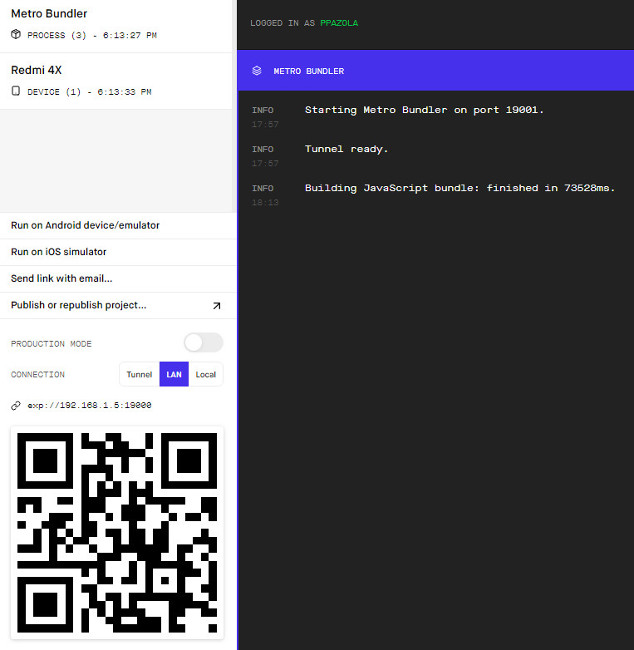 Metro Bundler
PROCESS (3) - 6:13:27 PM
Redmi 4X
DEVICE (1) - 6:13:33 PM
Run on Android device/emulator
Run on iOS simulator
Send link with email...
Publish or republish project...
PRODUCTION MODE
CONNECTION Tunnel LAN Local
exp://192.168.1.5:19000
LOGGED IN AS PPAZOLA
METRO BUNDLER
INFO Starting Metro Bundler on port 19001.
17:57
INFO Tunnel ready.
17:57
INFO Building JavaScript bundle: finished in 73528ms.
18:13